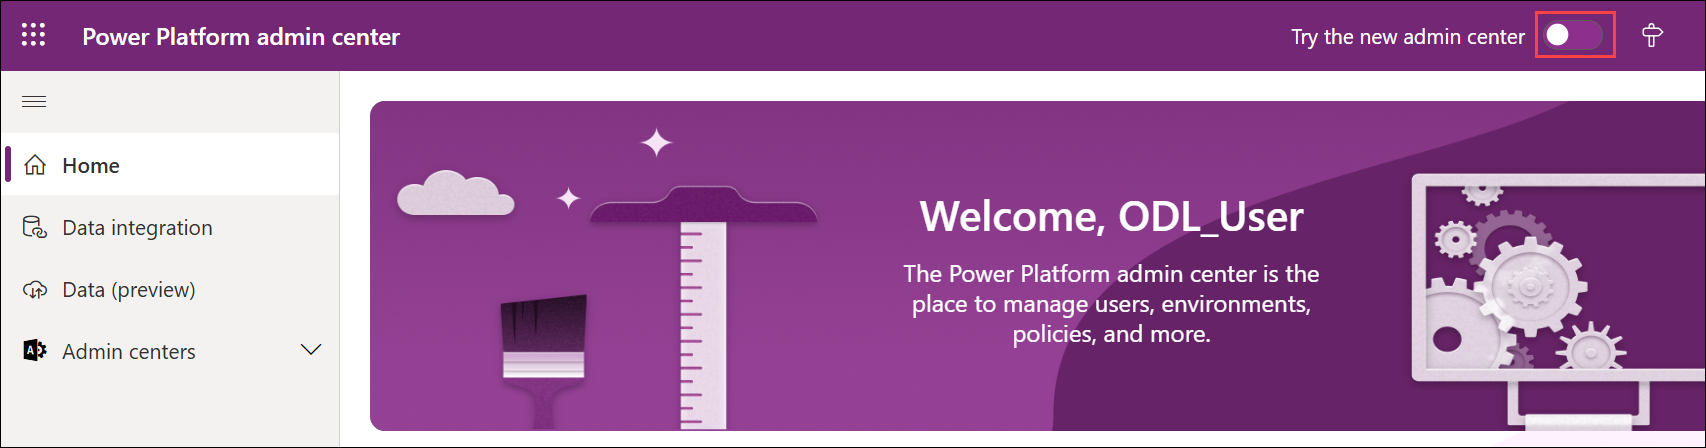 Power Platform admin center
Try the new admin center
Home
Data integration
Data (preview)
Admin centers
Welcome, ODL_User
The Power Platform admin center is the
place to manage users, environments,
policies, and more.